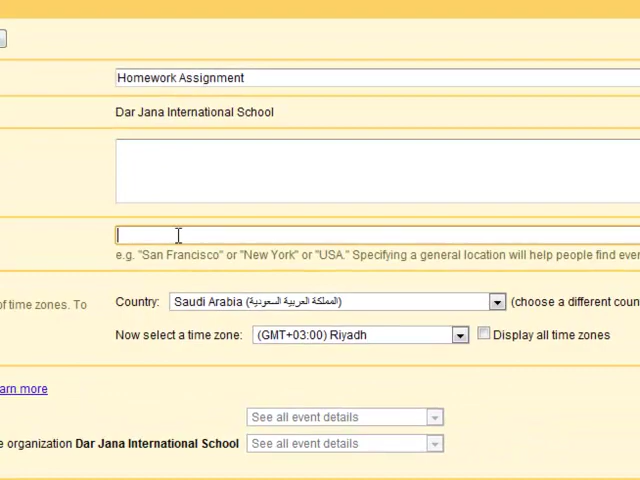 Homework Assignment
Dar Jana International School
e.g. "San Francisco" or "New York" or "USA." Specifying a general location will help people find
of time zones. To
Country: Saudi Arabia (المملكة العربية السعودية) (choose a different
Now select a time zone: (GMT+03:00) Riyadh Display all time zones
arn more
See all event details
e organization Dar Jana International School See all event details